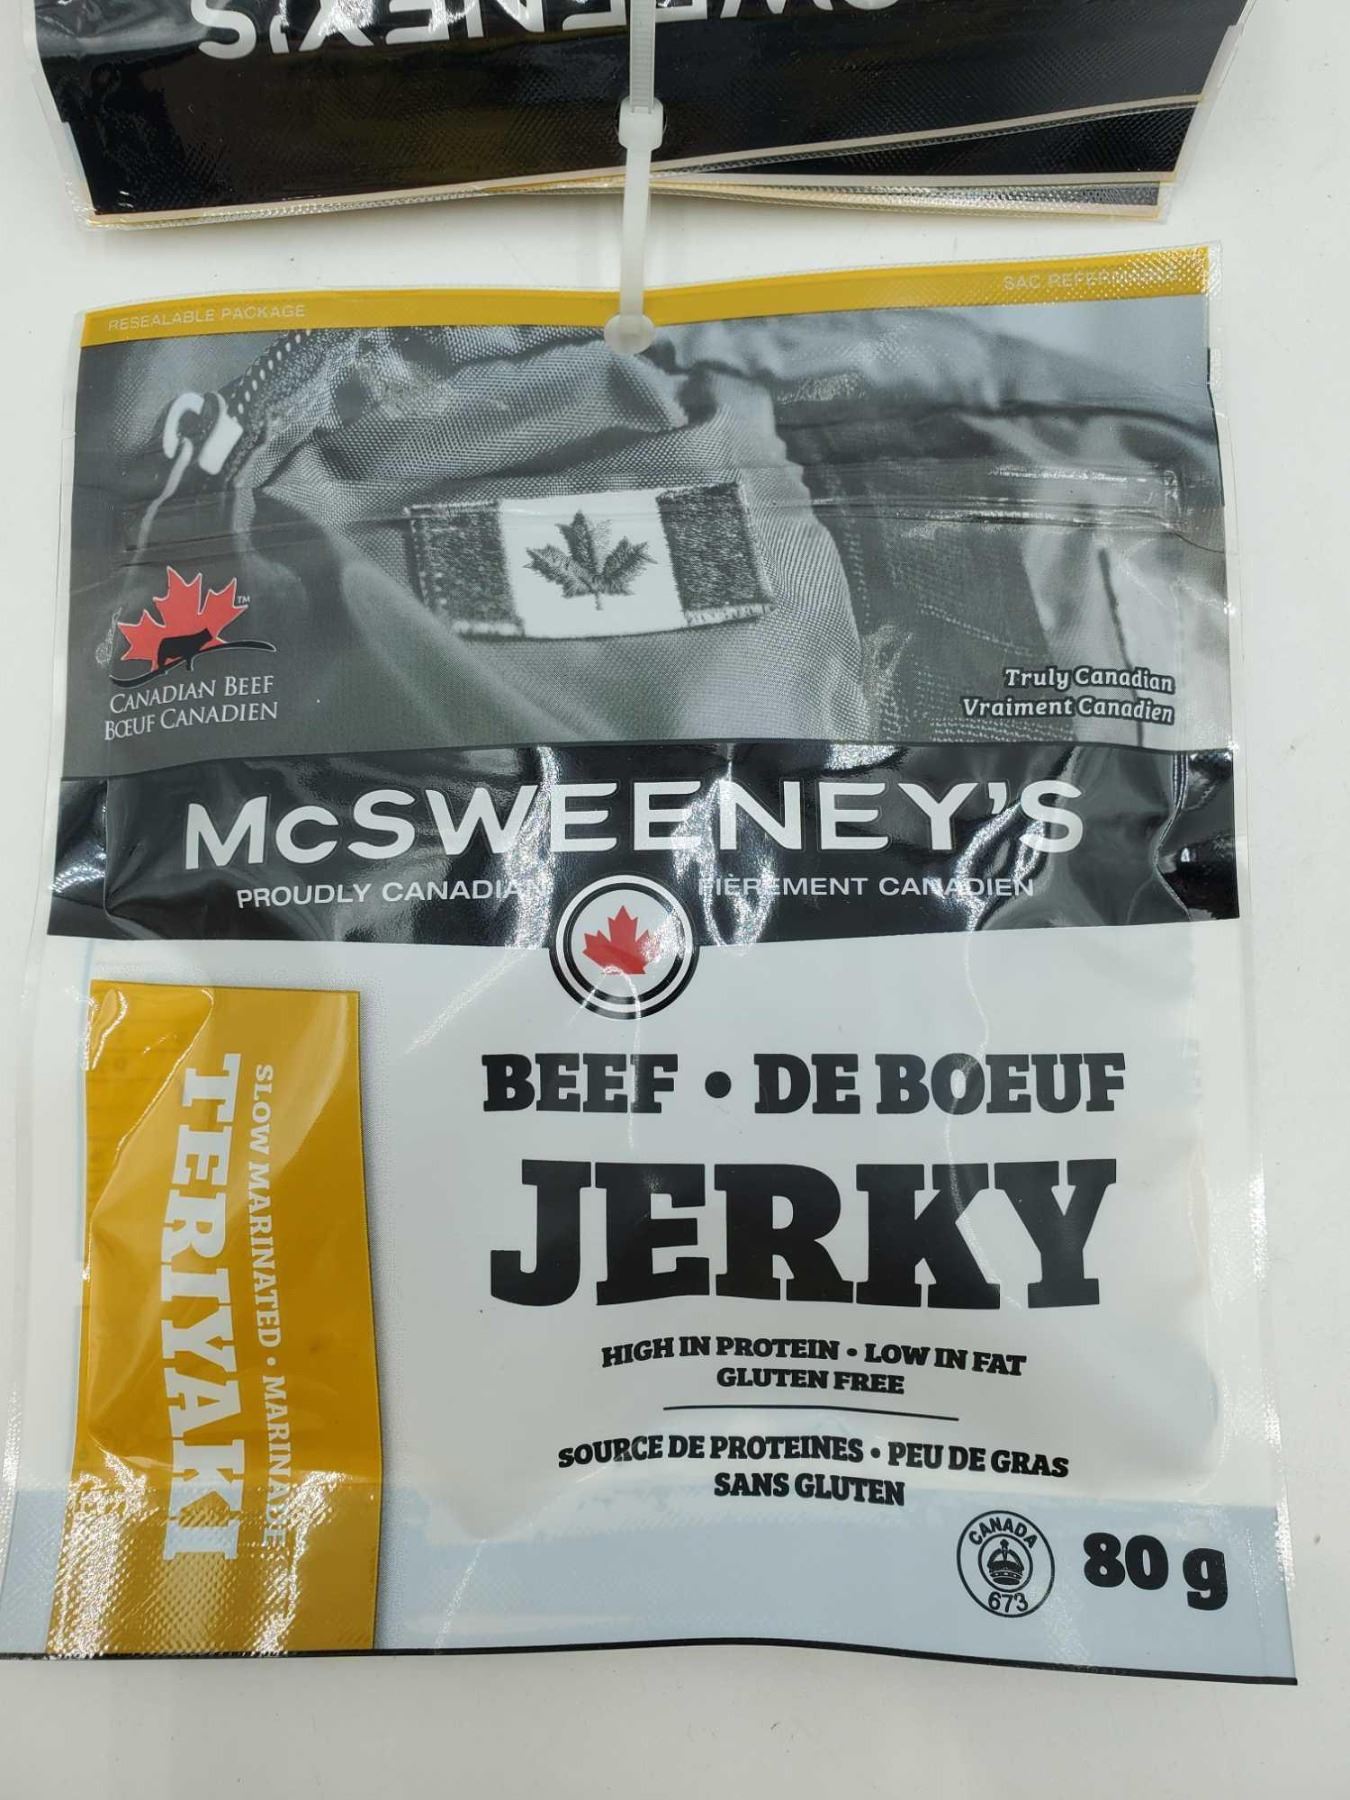 RESEALABLE PACKAGE
CANADIAN BEEF
BŒUF CANADIEN
Truly Canadian
Vraiment Canadien
McSWEENEY'S
PROUDLY CANADIAN
FIÈREMENT CANADIEN
SLOW MARINATED • MARINADE
TERIYAKI
BEEF • DE BOEUF
JERKY
HIGH IN PROTEIN • LOW IN FAT
GLUTEN FREE
SOURCE DE PROTEINES • PEU DE GRAS
SANS GLUTEN
CANADA
673
80 g